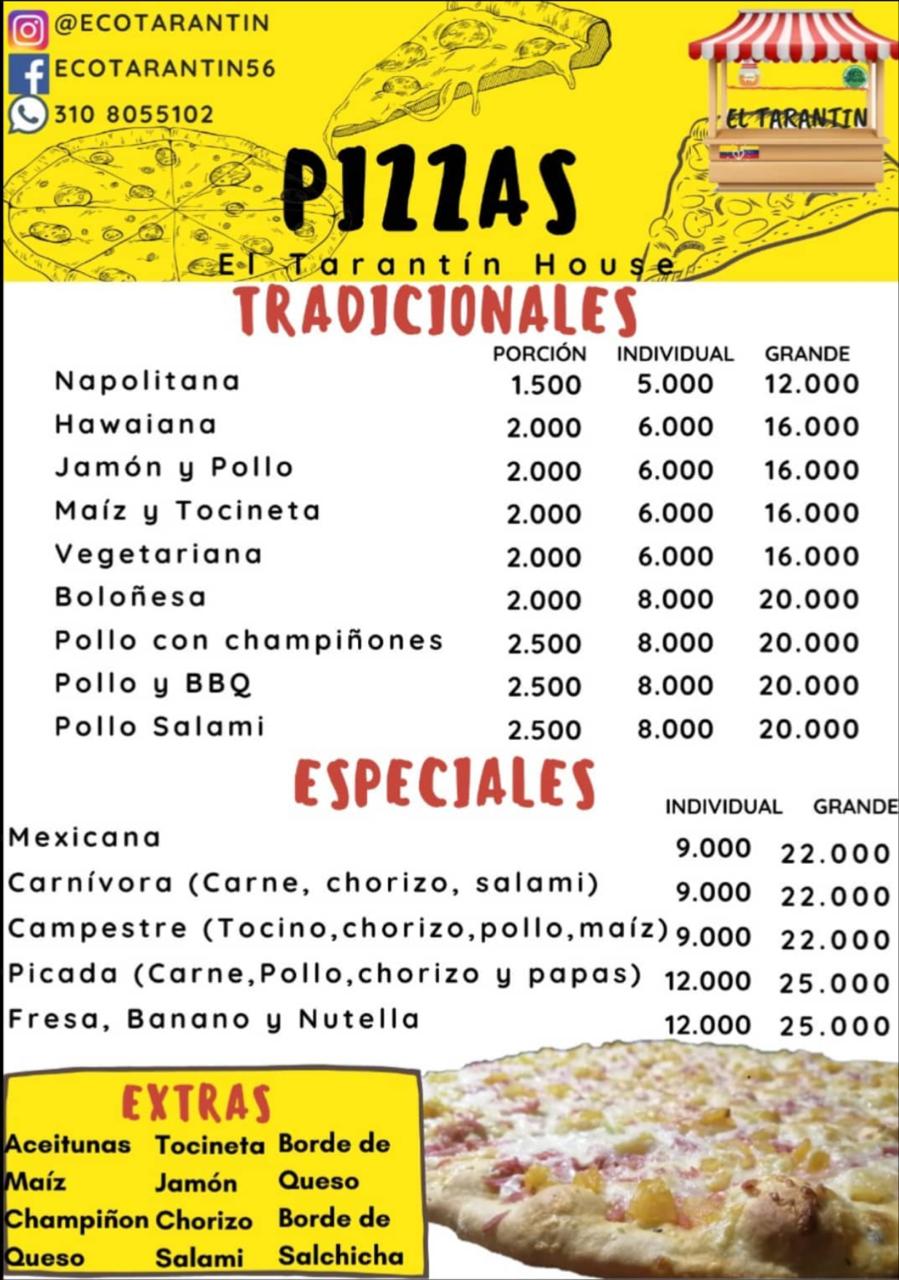 @ECOTARANTIN
ECOTARANTIN56
310 8055102
EL TARANTIN
PIZZAS
El Tarantín House
TRADICIONALES
PORCIÓN INDIVIDUAL GRANDE
Napolitana 1.500 5.000 12.000
Hawaiana 2.000 6.000 16.000
Jamón y Pollo 2.000 6.000 16.000
Maíz y Tocineta 2.000 6.000 16.000
Vegetariana 2.000 6.000 16.000
Boloñesa 2.000 8.000 20.000
Pollo con champiñones 2.500 8.000 20.000
Pollo y BBQ 2.500 8.000 20.000
Pollo Salami 2.500 8.000 20.000
ESPECIALES
INDIVIDUAL GRANDE
Mexicana 9.000 22.000
Carnívora (Carne, chorizo, salami) 9.000 22.000
Campestre (Tocino,chorizo,pollo,maíz) 9.000 22.000
Picada (Carne,Pollo,chorizo y papas) 12.000 25.000
Fresa, Banano y Nutella 12.000 25.000
EXTRAS
Aceitunas Tocineta Borde de
Maíz Jamón Queso
Champiñon Chorizo Borde de
Queso Salami Salchicha